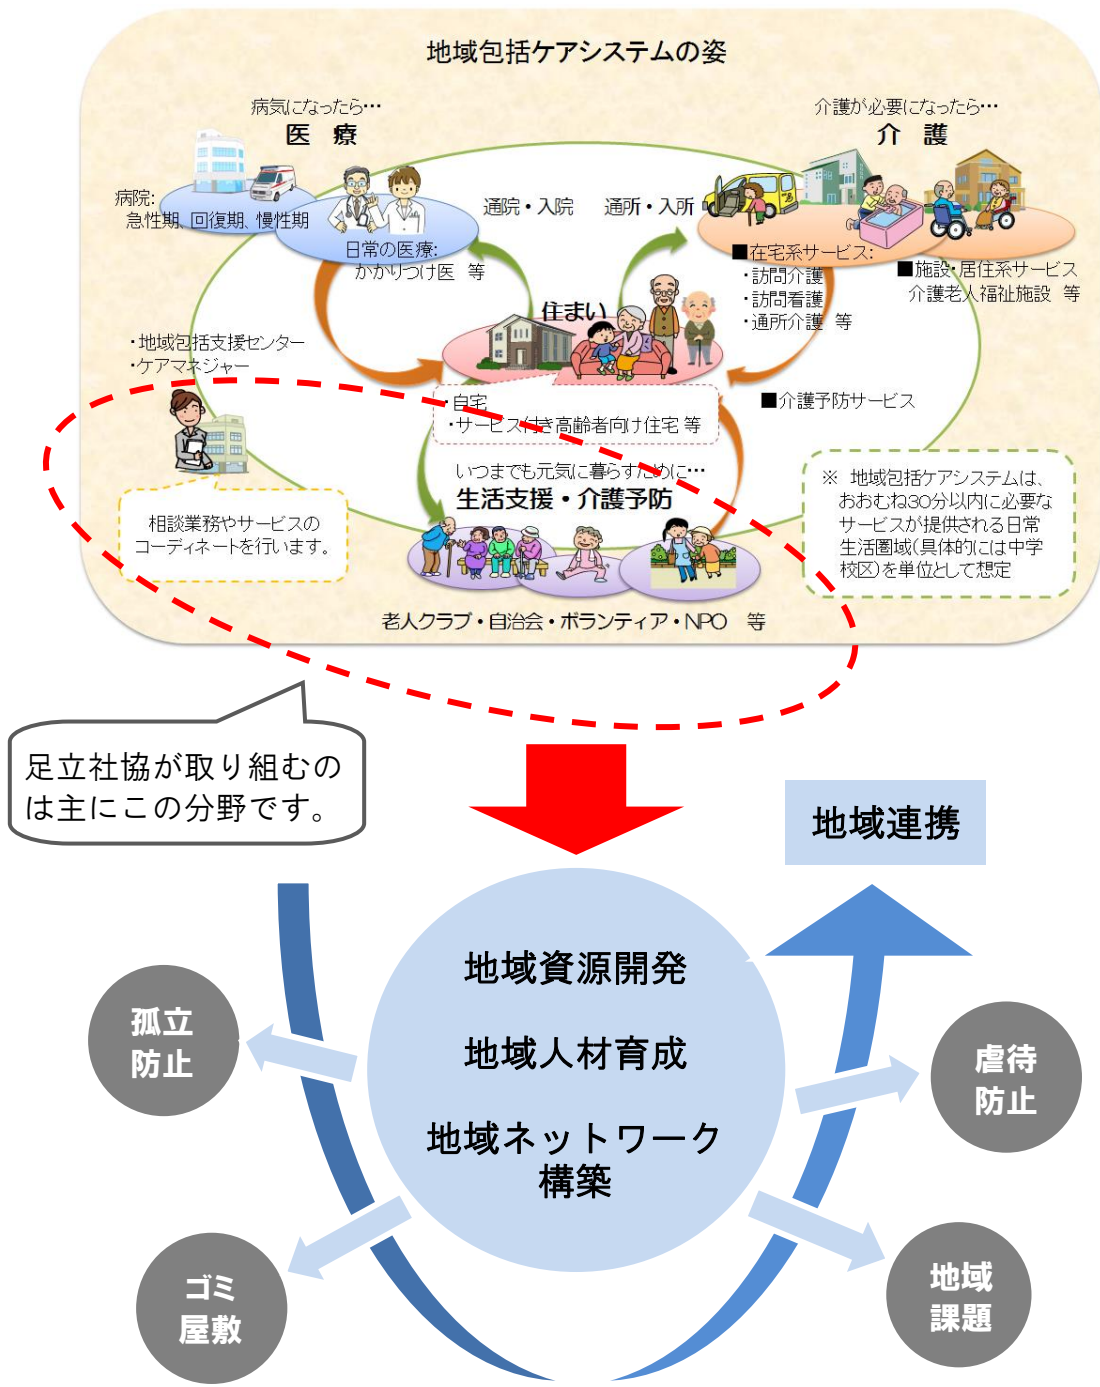 地域包括ケアシステムの姿
病気になったら･･･
医　療
介護が必要になったら･･･
介　護
病院:
急性期、回復期、慢性期
日常の医療:
かかりつけ医　等
通院・入院
通所・入所
■在宅系サービス:
・訪問介護
・訪問看護
・通所介護　等
■施設・居住系サービス
介護老人福祉施設　等
住まい
・地域包括支援センター
・ケアマネジャー
・自宅
・サービス付き高齢者向け住宅 等
■介護予防サービス
相談業務やサービスの
コーディネートを行います。
いつまでも元気に暮らすために･･･
生活支援・介護予防
※　地域包括ケアシステムは、
おおむね30分以内に必要な
サービスが提供される日常
生活圏域(具体的には中学
校区)を単位として想定
老人クラブ・自治会・ボランティア・NPO　等
足立社協が取り組むの
は主にこの分野です。
地域連携
地域資源開発
地域人材育成
地域ネットワーク
構築
孤立
防止
虐待
防止
ゴミ
屋敷
地域
課題